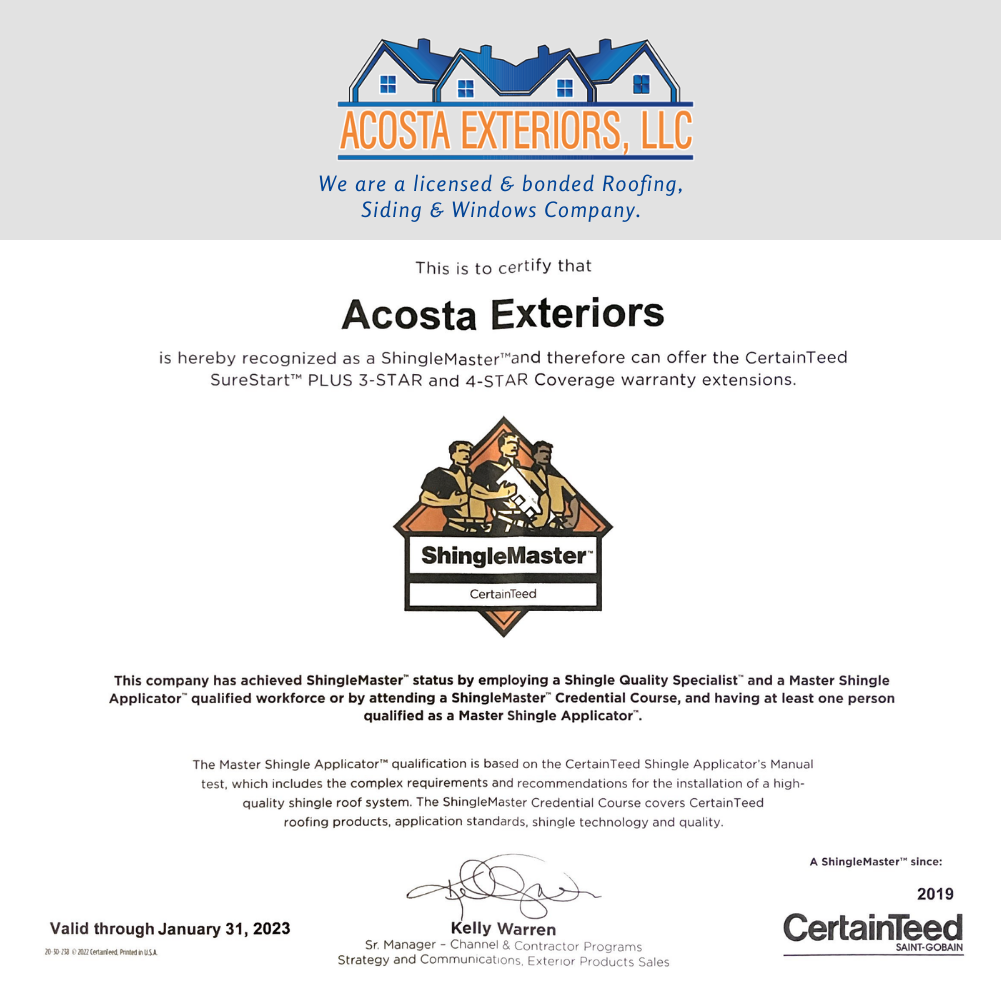 ACOSTA EXTERIORS, LLC
We are a licensed & bonded Roofing,
Siding & Windows Company.
This is to certify that
Acosta Exteriors
is hereby recognized as a ShingleMaster™and therefore can offer the CertainTeed
SureStart™ PLUS 3-STAR and 4-STAR Coverage warranty extensions.
ShingleMaster™
CertainTeed
This company has achieved ShingleMaster™ status by employing a Shingle Quality Specialist™ and a Master Shingle
Applicator™ qualified workforce or by attending a ShingleMaster™ Credential Course, and having at least one person
qualified as a Master Shingle Applicator™.
The Master Shingle Applicator™ qualification is based on the CertainTeed Shingle Applicator's Manual
test, which includes the complex requirements and recommendations for the installation of a high-
quality shingle roof system. The ShingleMaster Credential Course covers CertainTeed
roofing products, application standards, shingle technology and quality.
A ShingleMaster™ since:
2019
Valid through January 31, 2023
Kelly Warren
Sr. Manager – Channel & Contractor Programs
Strategy and Communications, Exterior Products Sales
CertainTeed
SAINT-GOBAIN
20-30-258 © 2022 CertainTeed, Printed in U.S.A.